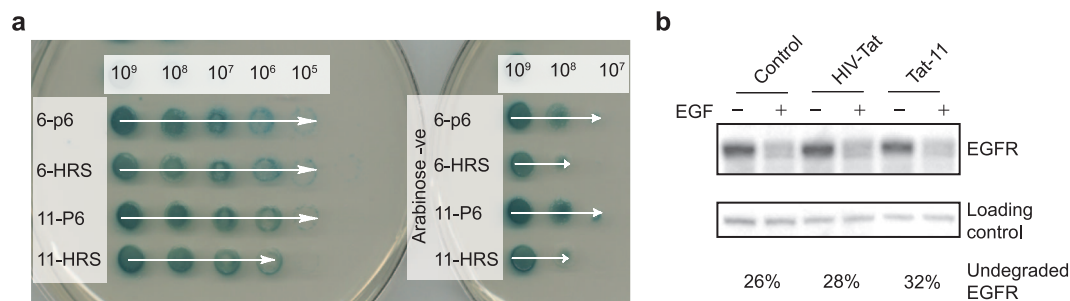 a
10⁹ 10⁸ 10⁷ 10⁶ 10⁵
6-p6
6-HRS
11-P6
11-HRS
Arabinose -ve
10⁹ 10⁸ 10⁷
6-p6
6-HRS
11-P6
11-HRS
b
Control HIV-Tat Tat-11
EGF − + − + − +
EGFR
Loading
control
26% 28% 32% Undegraded
EGFR